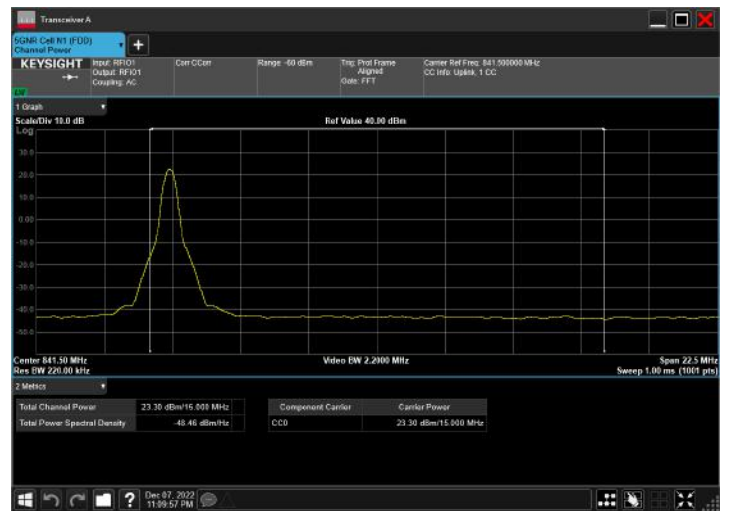 Transceiver A
5GNR Cell N1 (FDD)
Channel Power
KEYSIGHT
Input: RFIO1
Output: RFIO1
Coupling: AC
Corr CCorr
Range -60 dBm
Trig: Prot Frame
Aligned
Gate: FFT
Carrier Ref Freq: 841.500000 MHz
CC Info: Uplink, 1 CC
1 Graph
Scale/Div 10.0 dB
Ref Value 40.00 dBm
Log
30.0
20.0
10.0
0.00
-10.0
-20.0
-30.0
-40.0
-50.0
Center 841.50 MHz
Video BW 2.2000 MHz
Span 22.5 MHz
Res BW 220.00 kHz
Sweep 1.00 ms (1001 pts)
2 Metrics
Total Channel Power 23.30 dBm/15.000 MHz
Total Power Spectral Density -48.46 dBm/Hz
Component Carrier Carrier Power
CC0 23.30 dBm/15.000 MHz
Dec 07, 2022
11:09:57 PM